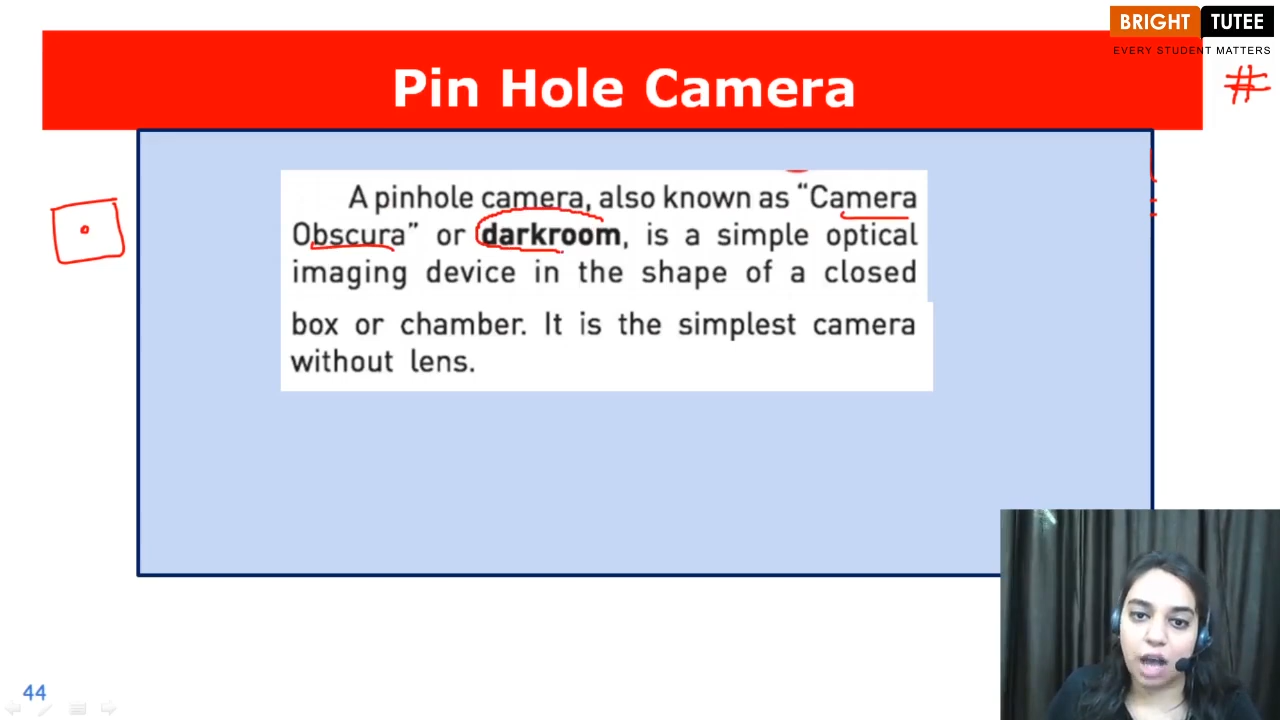 BRIGHT TUTEE
EVERY STUDENT MATTERS
Pin Hole Camera
#
A pinhole camera, also known as “Camera
Obscura” or darkroom, is a simple optical
imaging device in the shape of a closed
box or chamber. It is the simplest camera
without lens.
44